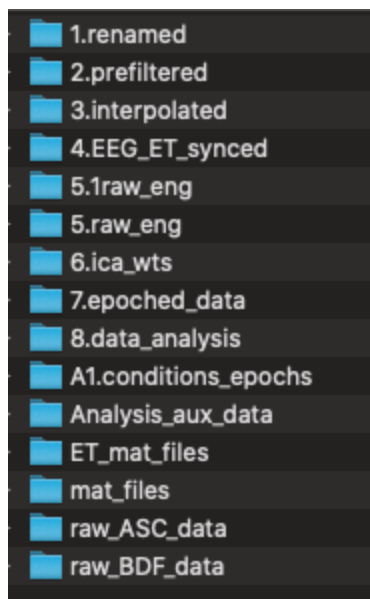 1.renamed
2.prefiltered
3.interpolated
4.EEG_ET_synced
5.1raw_eng
5.raw_eng
6.ica_wts
7.epoched_data
8.data_analysis
A1.conditions_epochs
Analysis_aux_data
ET_mat_files
mat_files
raw_ASC_data
raw_BDF_data